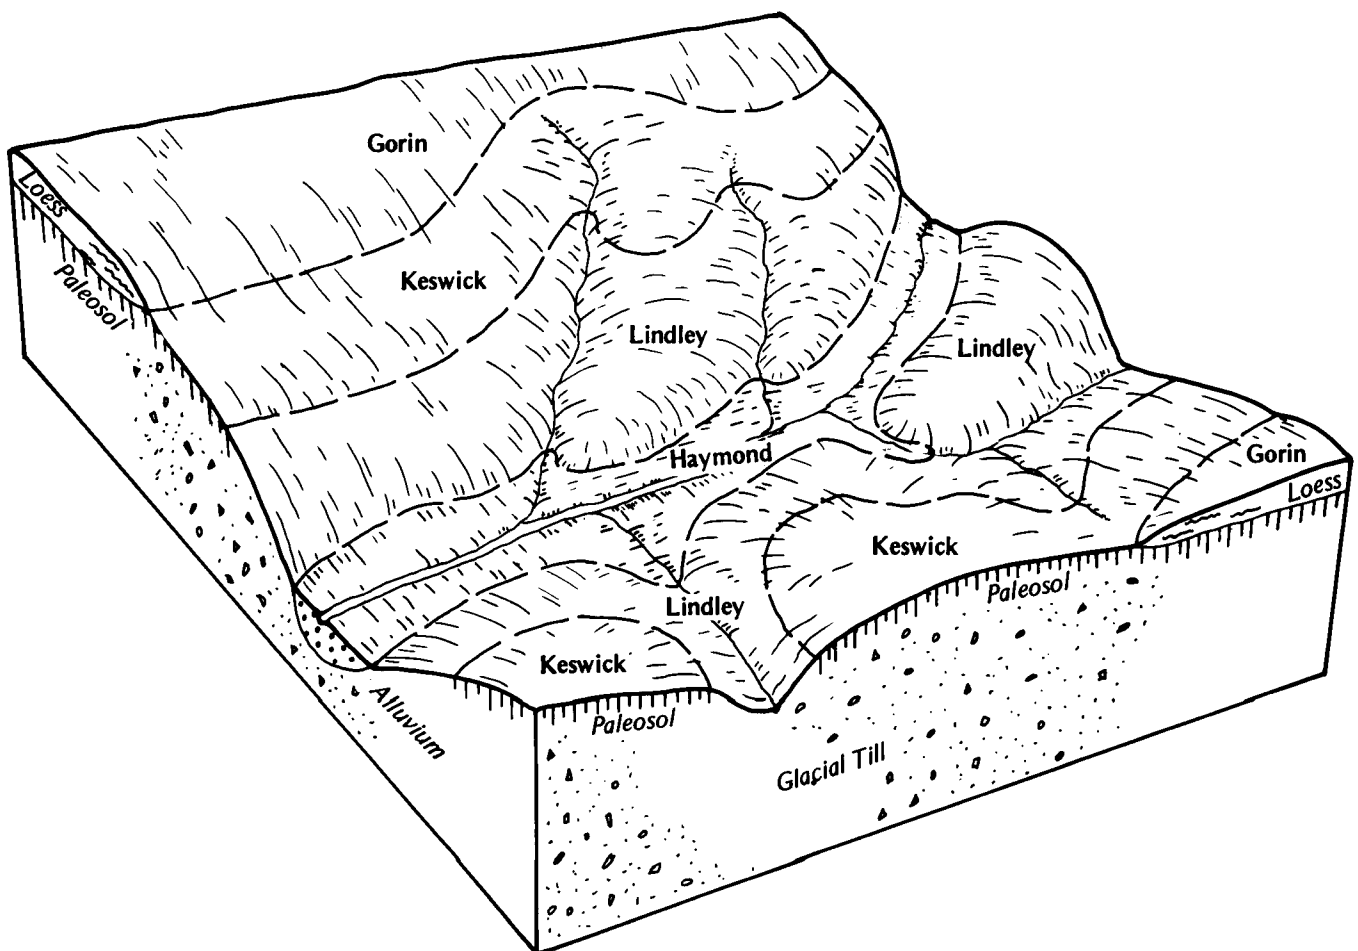 Gorin
Loess
Paleosol
Keswick
Lindley
Lindley
Haymond
Gorin
Loess
Keswick
Paleosol
Lindley
Keswick
Paleosol
Alluvium
Glacial Till